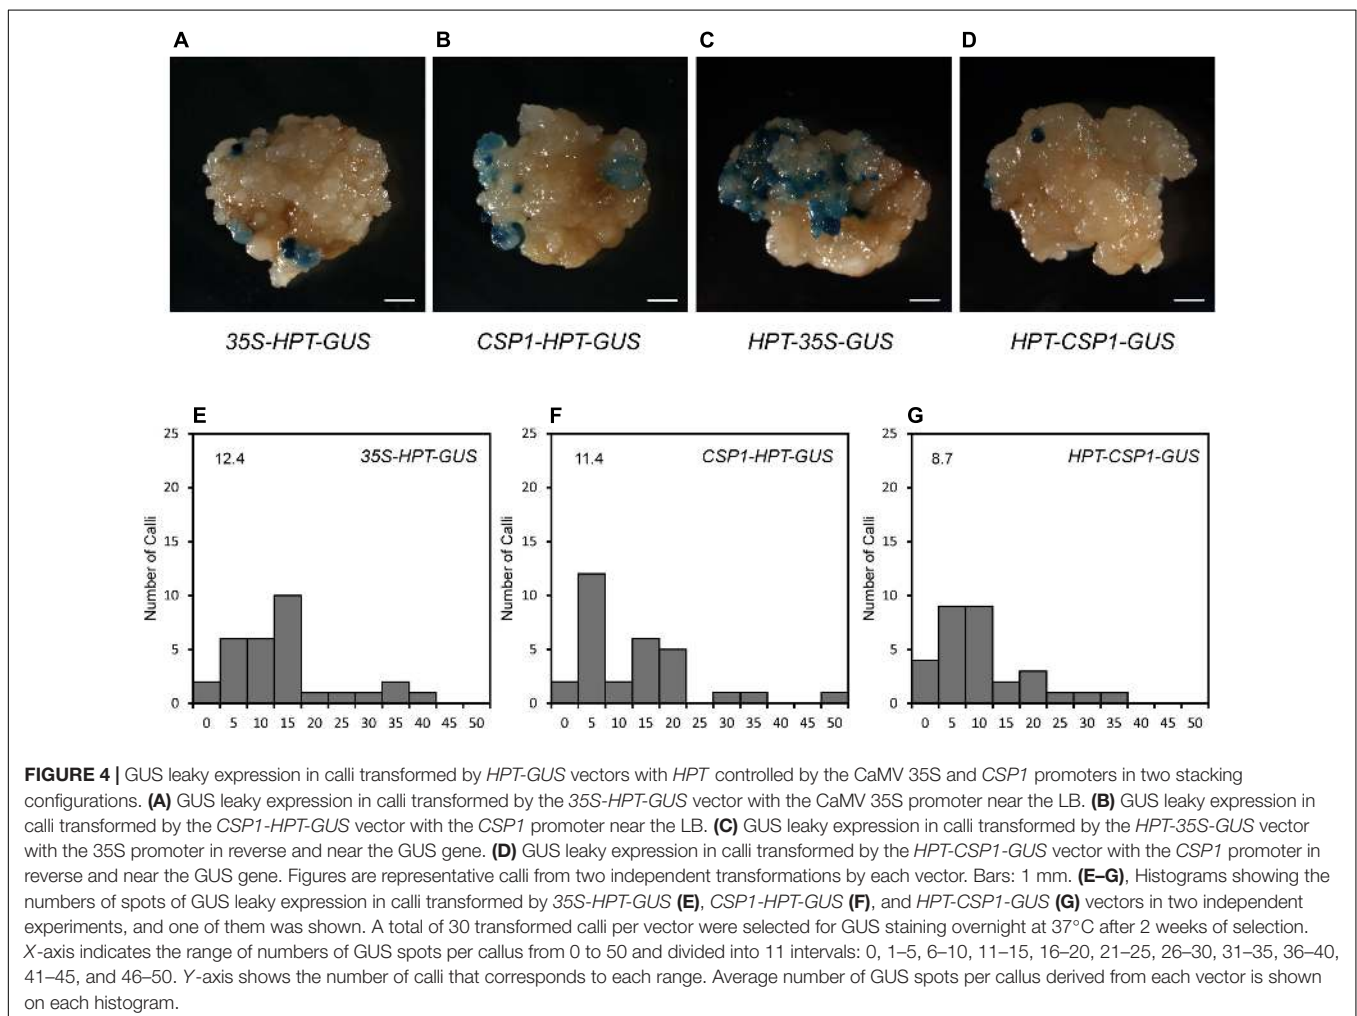 A
B
C
D
35S-HPT-GUS
CSP1-HPT-GUS
HPT-35S-GUS
HPT-CSP1-GUS
E
25
20
15
10
5
0
Number of Calli
12.4
35S-HPT-GUS
0 5 10 15 20 25 30 35 40 45 50
F
25
20
15
10
5
0
Number of Calli
11.4
CSP1-HPT-GUS
0 5 10 15 20 25 30 35 40 45 50
G
25
20
15
10
5
0
Number of Calli
8.7
HPT-CSP1-GUS
0 5 10 15 20 25 30 35 40 45 50
FIGURE 4 | GUS leaky expression in calli transformed by HPT-GUS vectors with HPT controlled by the CaMV 35S and CSP1 promoters in two stacking
configurations. (A) GUS leaky expression in calli transformed by the 35S-HPT-GUS vector with the CaMV 35S promoter near the LB. (B) GUS leaky expression in
calli transformed by the CSP1-HPT-GUS vector with the CSP1 promoter near the LB. (C) GUS leaky expression in calli transformed by the HPT-35S-GUS vector
with the 35S promoter in reverse and near the GUS gene. (D) GUS leaky expression in calli transformed by the HPT-CSP1-GUS vector with the CSP1 promoter in
reverse and near the GUS gene. Figures are representative calli from two independent transformations by each vector. Bars: 1 mm. (E–G), Histograms showing the
numbers of spots of GUS leaky expression in calli transformed by 35S-HPT-GUS (E), CSP1-HPT-GUS (F), and HPT-CSP1-GUS (G) vectors in two independent
experiments, and one of them was shown. A total of 30 transformed calli per vector were selected for GUS staining overnight at 37°C after 2 weeks of selection.
X-axis indicates the range of numbers of GUS spots per callus from 0 to 50 and divided into 11 intervals: 0, 1–5, 6–10, 11–15, 16–20, 21–25, 26–30, 31–35, 36–40,
41–45, and 46–50. Y-axis shows the number of calli that corresponds to each range. Average number of GUS spots per callus derived from each vector is shown
on each histogram.